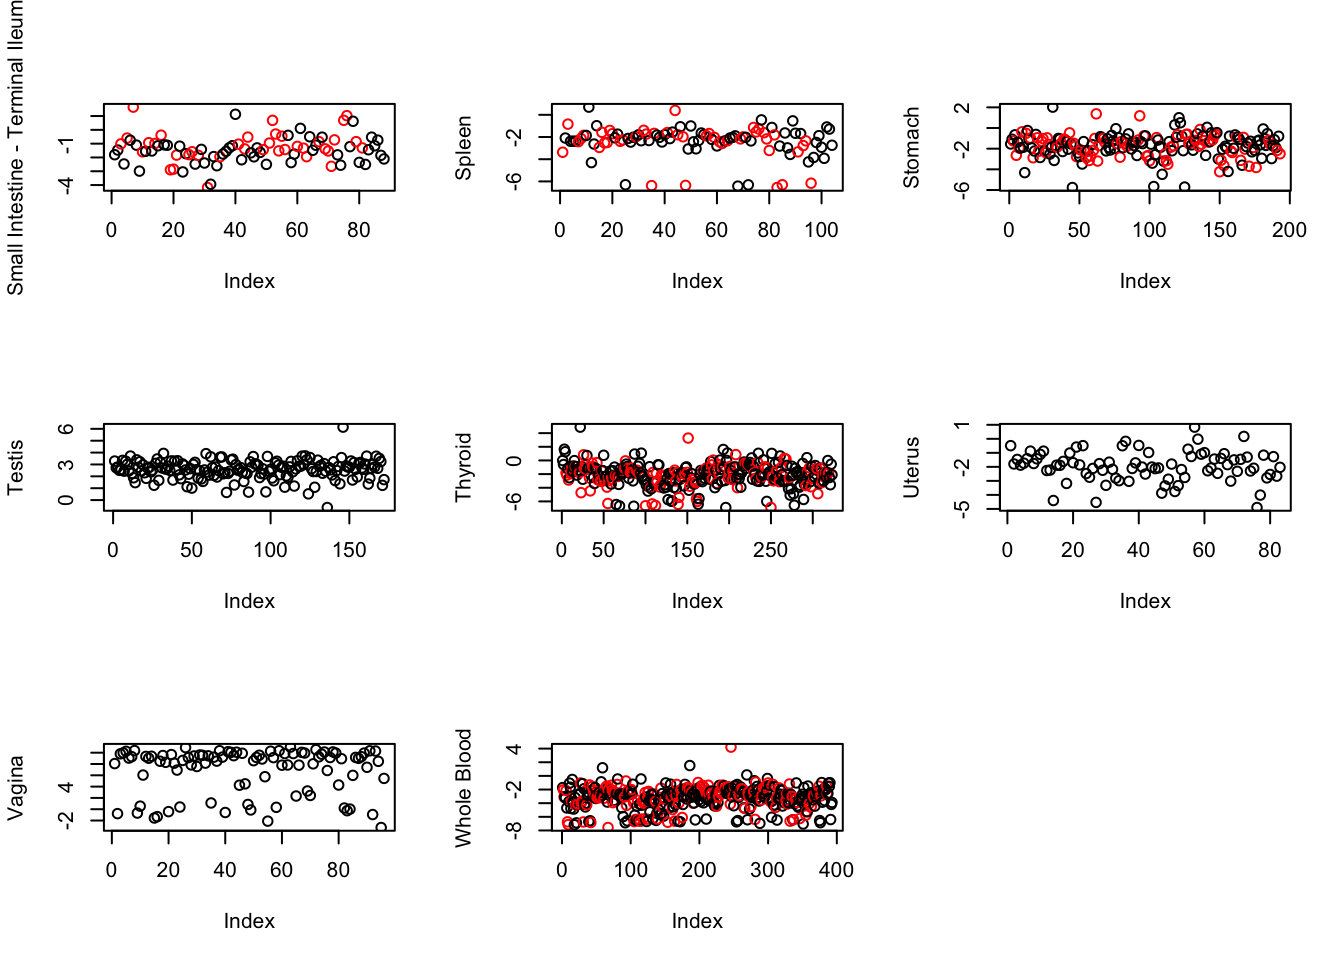 Small Intestine - Terminal Ileum
-4 -1
0 20 40 60 80
Index
Spleen
-6 -2
0 20 40 60 80 100
Index
Stomach
-6 -2 2
0 50 100 150 200
Index
Testis
0 3 6
0 50 100 150
Index
Thyroid
-6 0
0 50 150 250
Index
Uterus
-5 -2 1
0 20 40 60 80
Index
Vagina
-2 4
0 20 40 60 80
Index
Whole Blood
-8 -2 4
0 100 200 300 400
Index